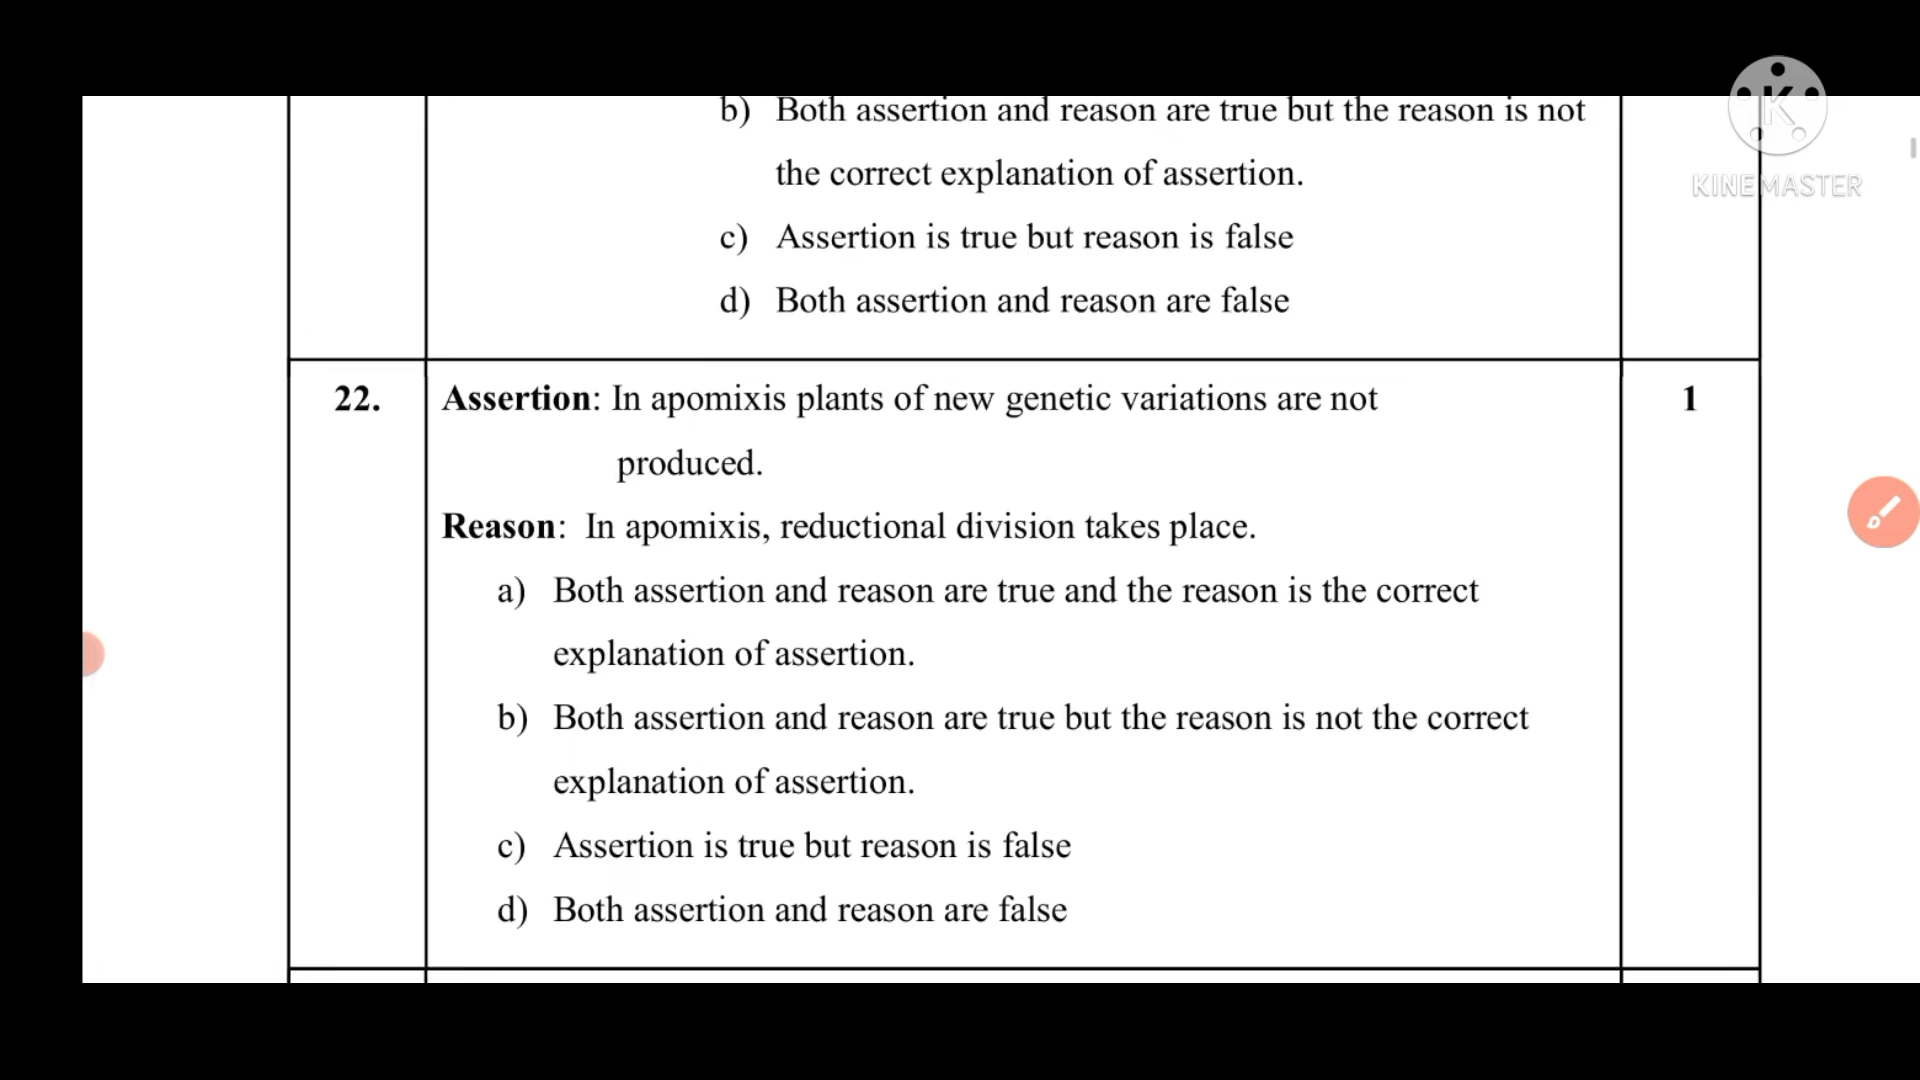 b) Both assertion and reason are true but the reason is not
the correct explanation of assertion.
c) Assertion is true but reason is false
d) Both assertion and reason are false
K
KINEMASTER
22. Assertion: In apomixis plants of new genetic variations are not 1
produced.
Reason: In apomixis, reductional division takes place.
a) Both assertion and reason are true and the reason is the correct
explanation of assertion.
b) Both assertion and reason are true but the reason is not the correct
explanation of assertion.
c) Assertion is true but reason is false
d) Both assertion and reason are false